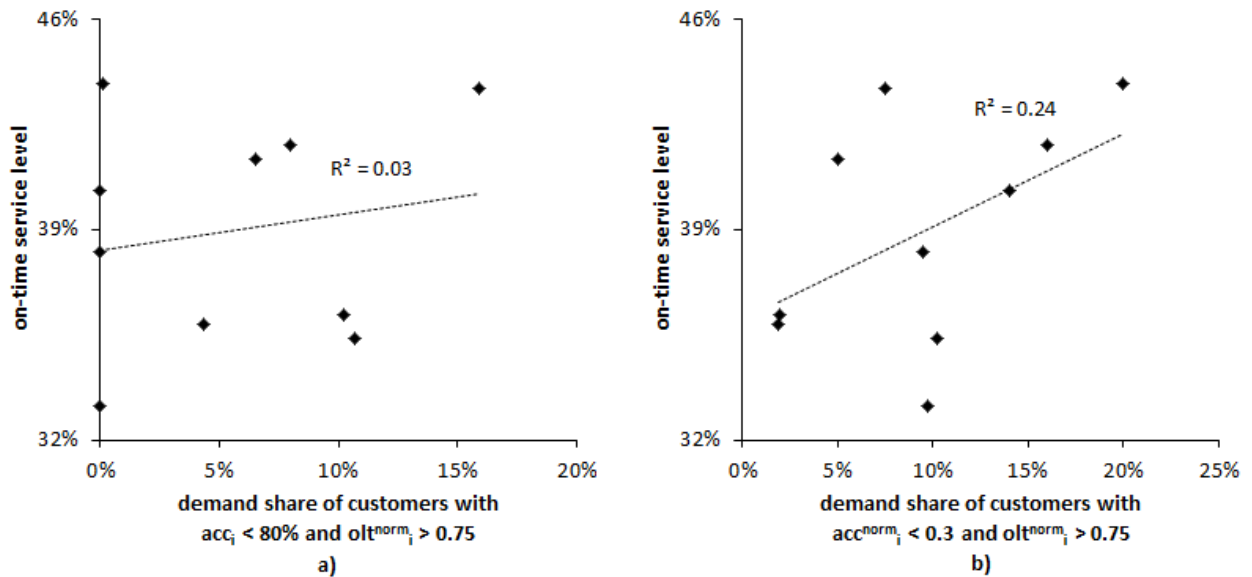 46%
39%
32%
on-time service level
R² = 0.03
0%
5%
10%
15%
20%
demand share of customers with
accᵢ < 80% and oltⁿᵒʳᵐᵢ > 0.75
a)
46%
39%
32%
on-time service level
R² = 0.24
0%
5%
10%
15%
20%
25%
demand share of customers with
accⁿᵒʳᵐᵢ < 0.3 and oltⁿᵒʳᵐᵢ > 0.75
b)